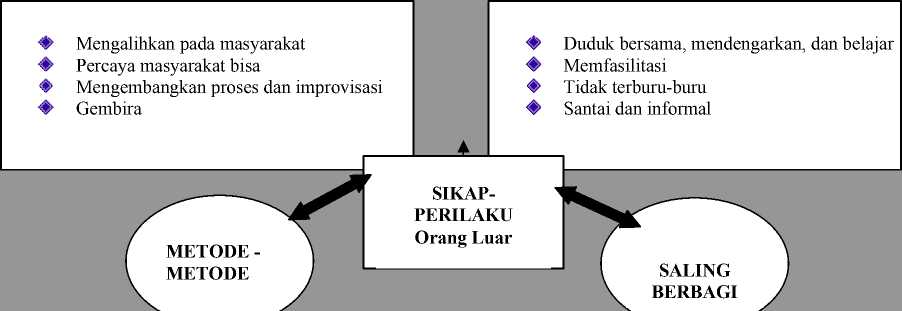 Mengalihkan pada masyarakat
Percaya masyarakat bisa
Mengembangkan proses dan improvisasi
Gembira
Duduk bersama, mendengarkan, dan belajar
Memfasilitasi
Tidak terburu-buru
Santai dan informal
SIKAP-
PERILAKU
Orang Luar
METODE -
METODE
SALING
BERBAGI